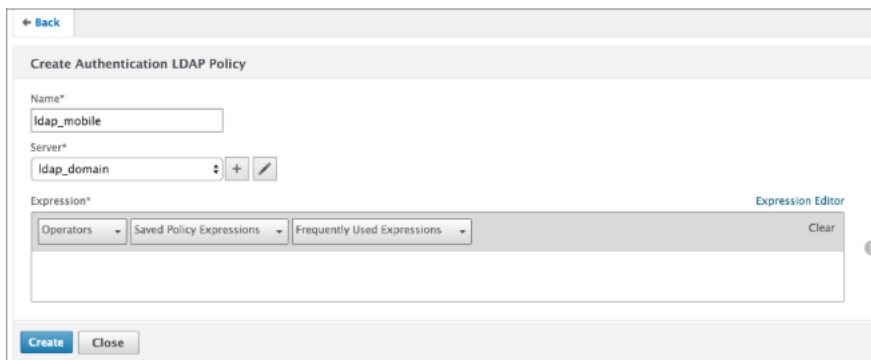 Back
Create Authentication LDAP Policy
Name*
ldap_mobile
Server*
ldap_domain
Expression* Expression Editor
Operators Saved Policy Expressions Frequently Used Expressions Clear
Create Close